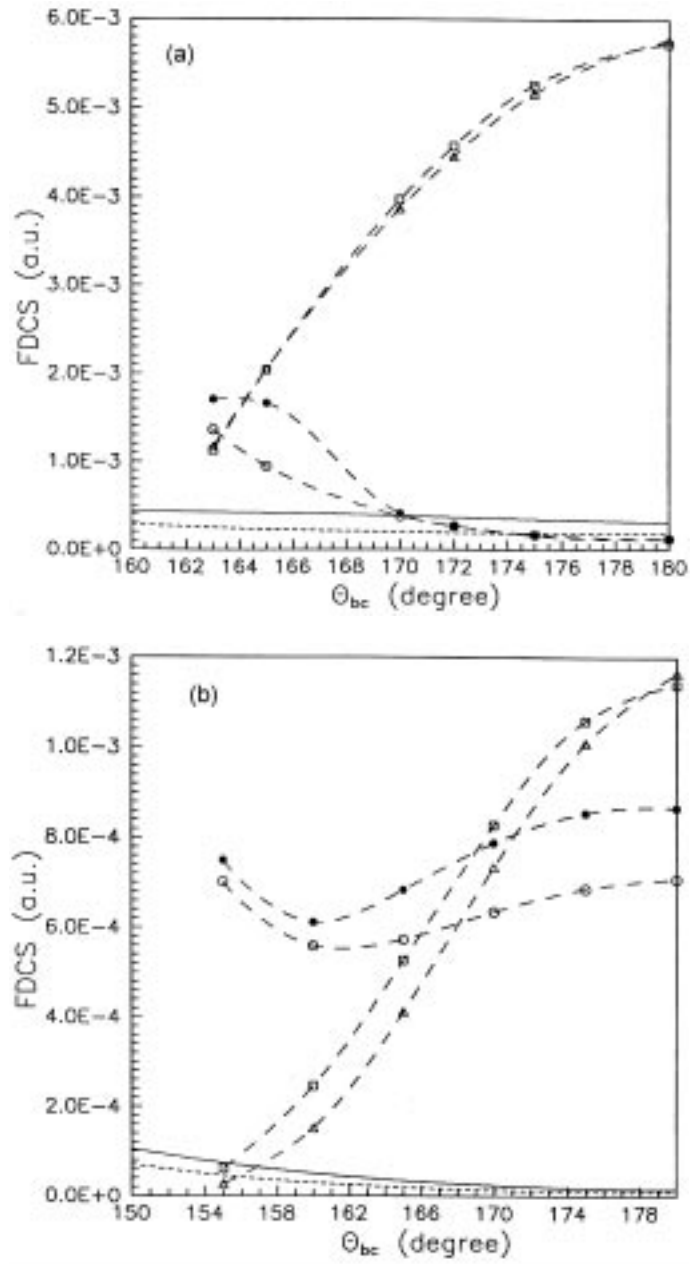 6.0E-3
(a)
5.0E-3
4.0E-3
3.0E-3
2.0E-3
1.0E-3
0.0E+0
FDCS (a.u.)
160 162 164 166 168 170 172 174 176 178 180
Θbc (degree)
1.2E-3
(b)
1.0E-3
8.0E-4
6.0E-4
4.0E-4
2.0E-4
0.0E+0
FDCS (a.u.)
150 154 158 162 166 170 174 178
Θbc (degree)